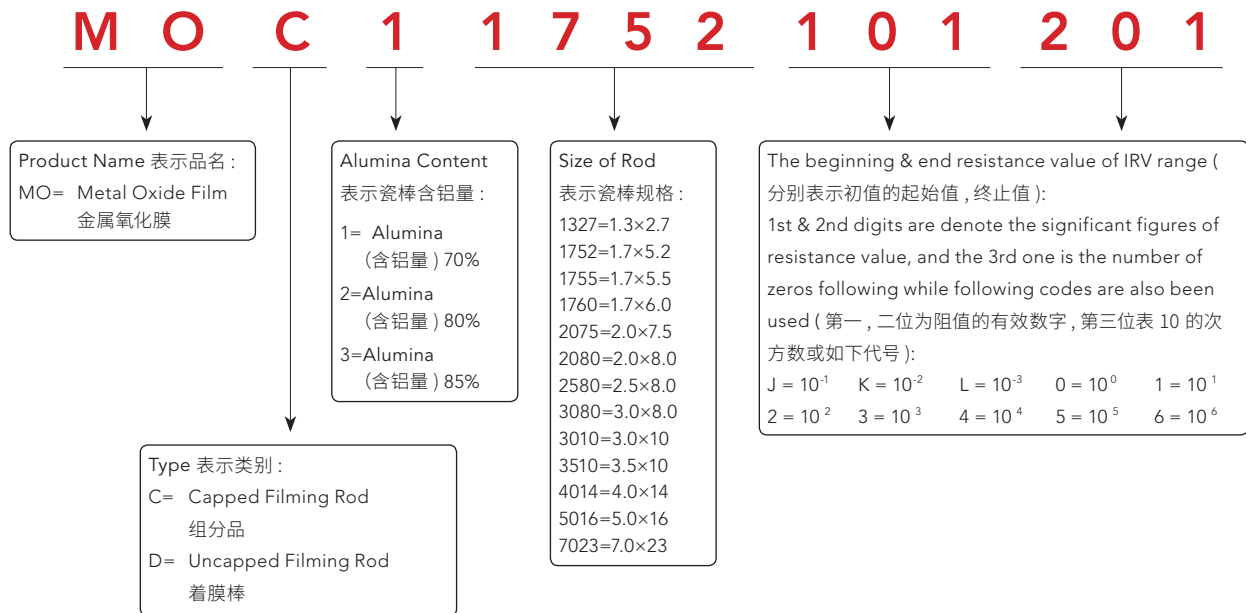 M O C 1 1 7 5 2 1 0 1 2 0 1
Product Name 表示品名 :
MO= Metal Oxide Film
金属氧化膜
Alumina Content
表示瓷棒含铝量 :
1= Alumina
(含铝量 ) 70%
2=Alumina
(含铝量 ) 80%
3=Alumina
(含铝量 ) 85%
Size of Rod
表示瓷棒规格 :
1327=1.3×2.7
1752=1.7×5.2
1755=1.7×5.5
1760=1.7×6.0
2075=2.0×7.5
2080=2.0×8.0
2580=2.5×8.0
3080=3.0×8.0
3010=3.0×10
3510=3.5×10
4014=4.0×14
5016=5.0×16
7023=7.0×23
The beginning & end resistance value of IRV range (
分别表示初值的起始值 , 终止值 ):
1st & 2nd digits are denote the significant figures of
resistance value, and the 3rd one is the number of
zeros following while following codes are also been
used ( 第一 , 二位为阻值的有效数字 , 第三位表 10 的次
方数或如下代号 ):
J = 10⁻¹ K = 10⁻² L = 10⁻³ 0 = 10⁰ 1 = 10¹
2 = 10² 3 = 10³ 4 = 10⁴ 5 = 10⁵ 6 = 10⁶
Type 表示类别 :
C= Capped Filming Rod
组分品
D= Uncapped Filming Rod
着膜棒